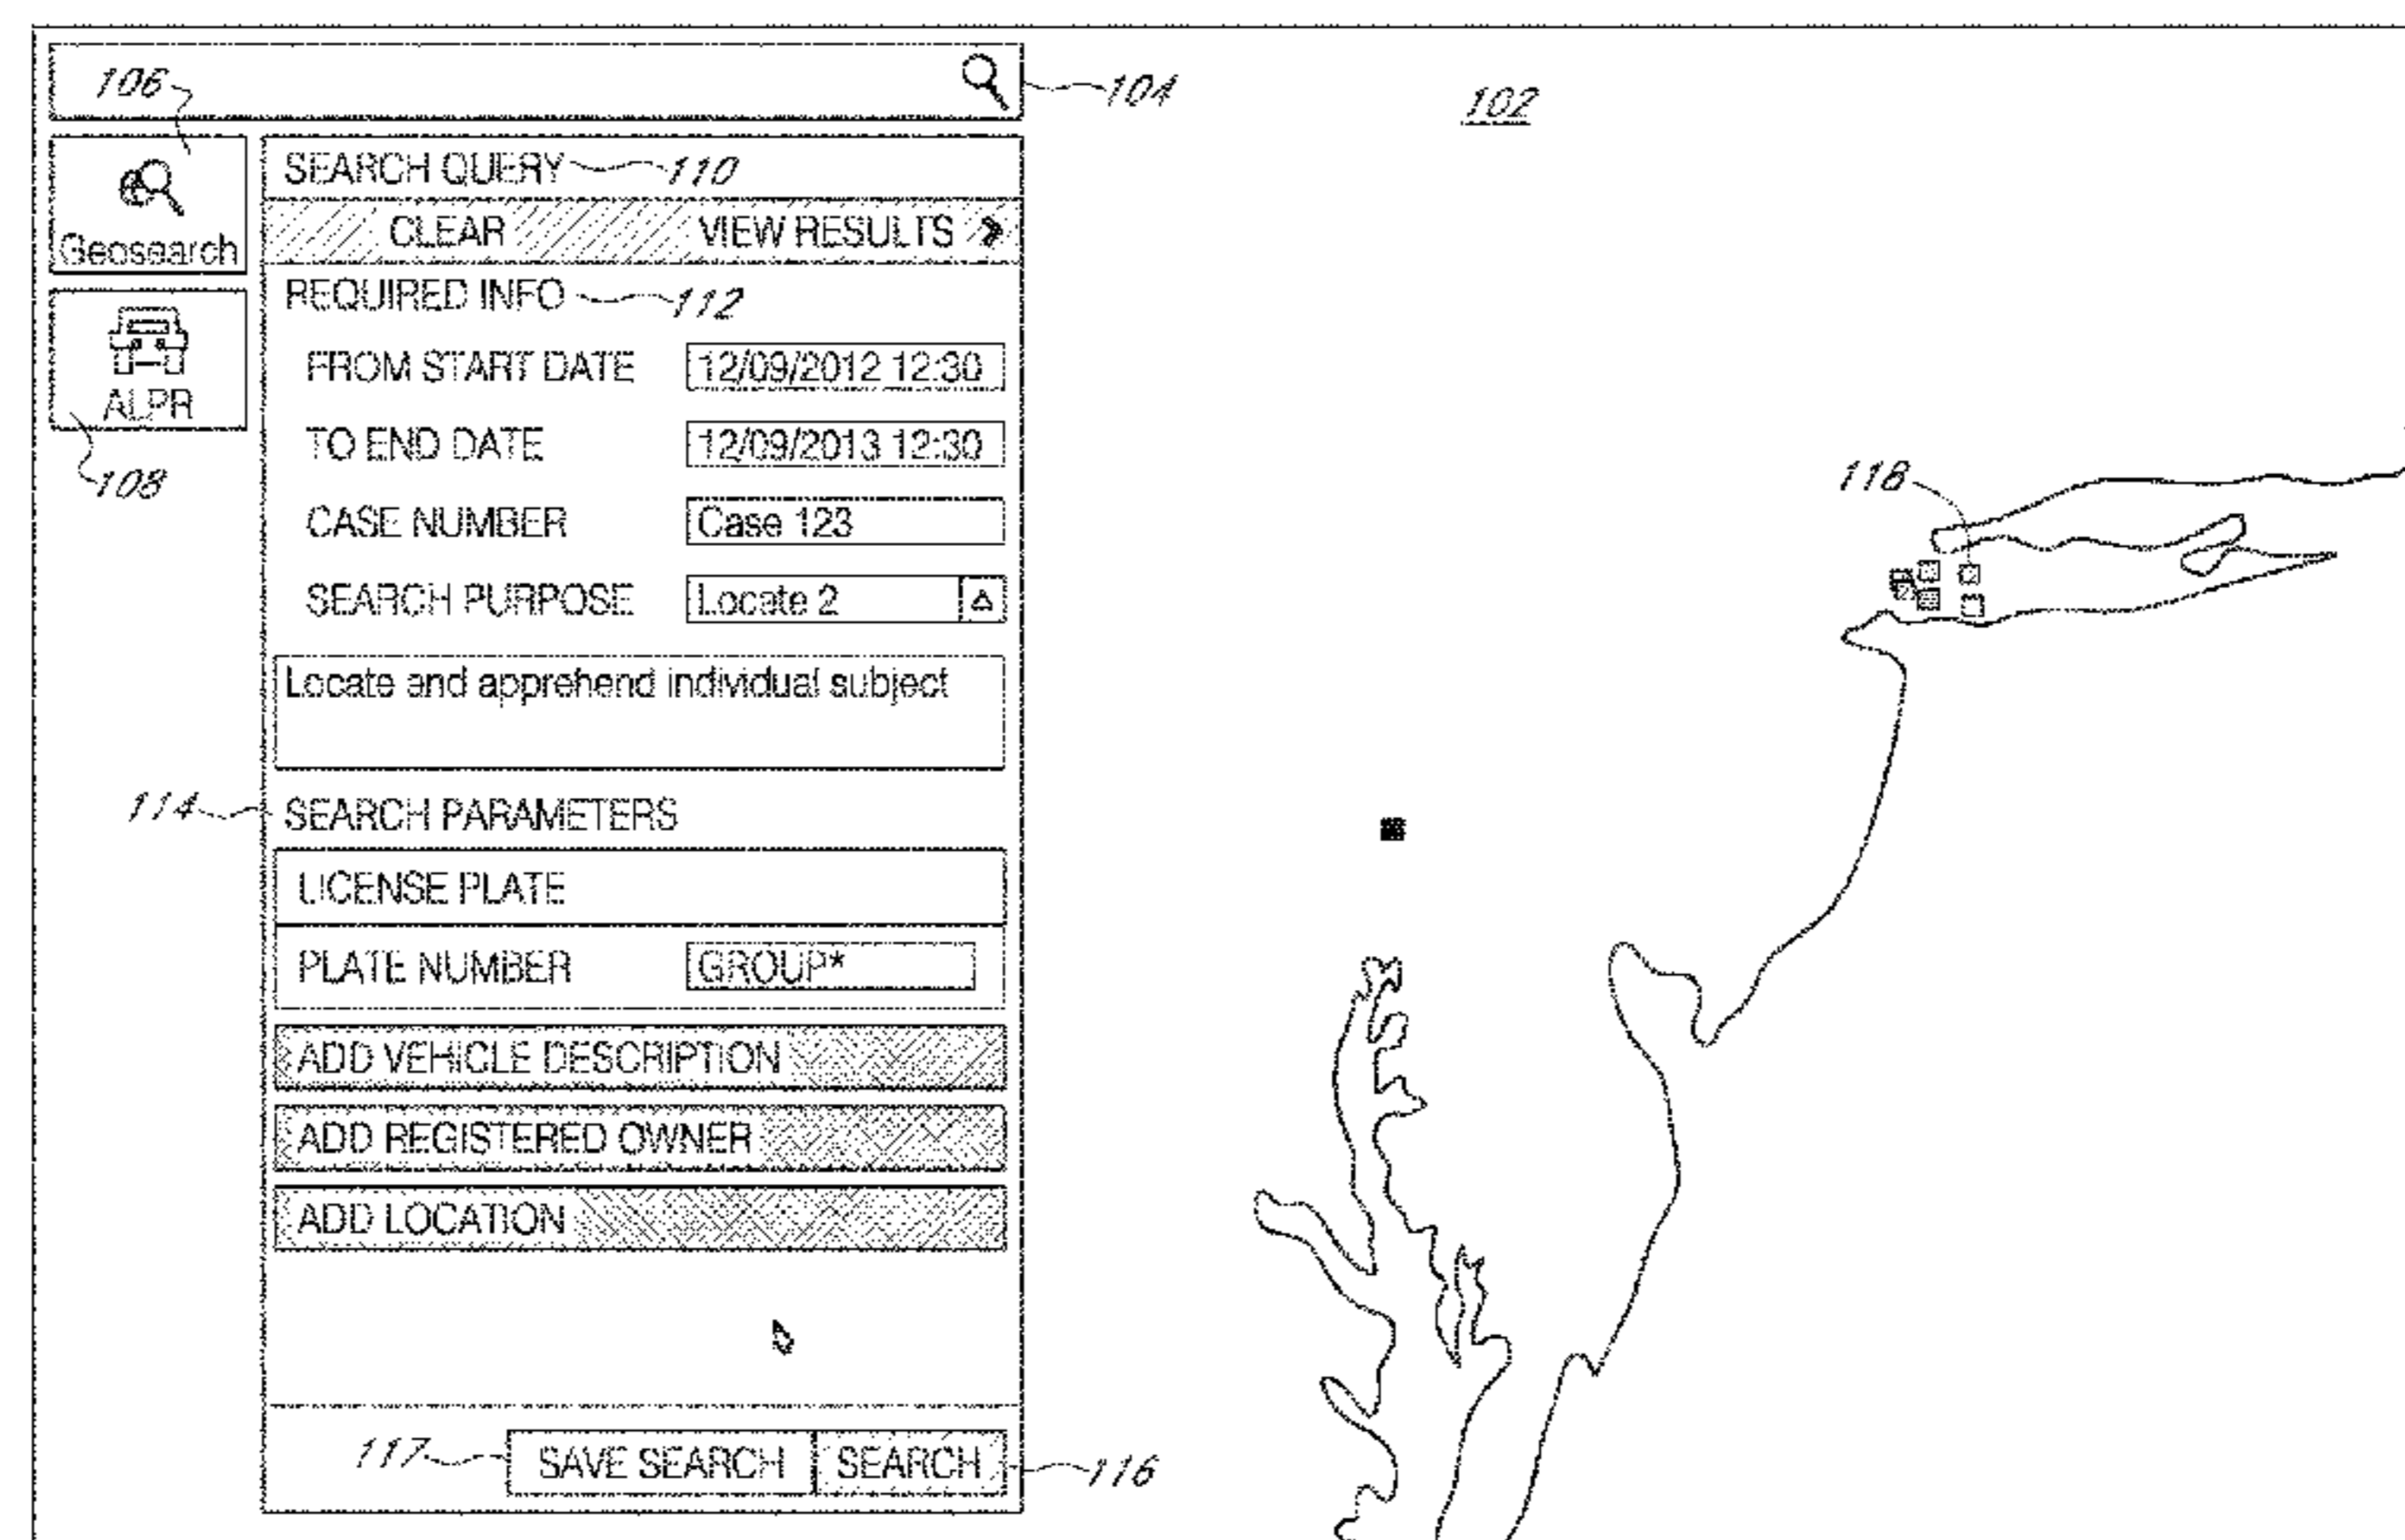 106
104
102
Geosearch
ALPR
108
SEARCH QUERY 110
CLEAR VIEW RESULTS
REQUIRED INFO 112
FROM START DATE 12/09/2012 12:30
TO END DATE 12/09/2013 12:30
CASE NUMBER Case 123
SEARCH PURPOSE Locate 2
Locate and apprehend individual subject
114 SEARCH PARAMETERS
LICENSE PLATE
PLATE NUMBER GROUP*
ADD VEHICLE DESCRIPTION
ADD REGISTERED OWNER
ADD LOCATION
117 SAVE SEARCH SEARCH 116
118